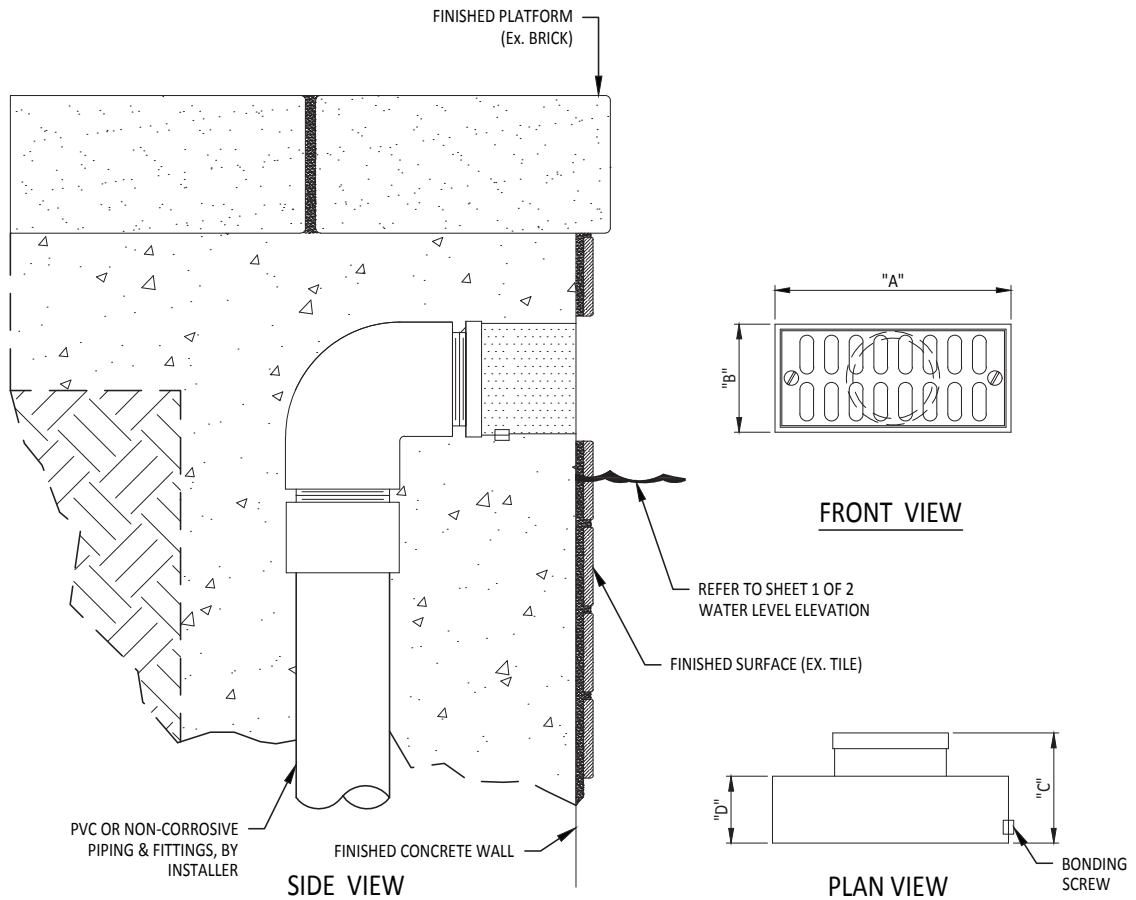 FINISHED PLATFORM
(Ex. BRICK)
"A"
"B"
FRONT VIEW
REFER TO SHEET 1 OF 2
WATER LEVEL ELEVATION
FINISHED SURFACE (EX. TILE)
"D"
"C"
PVC OR NON-CORROSIVE
PIPING & FITTINGS, BY
INSTALLER
FINISHED CONCRETE WALL
SIDE VIEW
BONDING
SCREW
PLAN VIEW